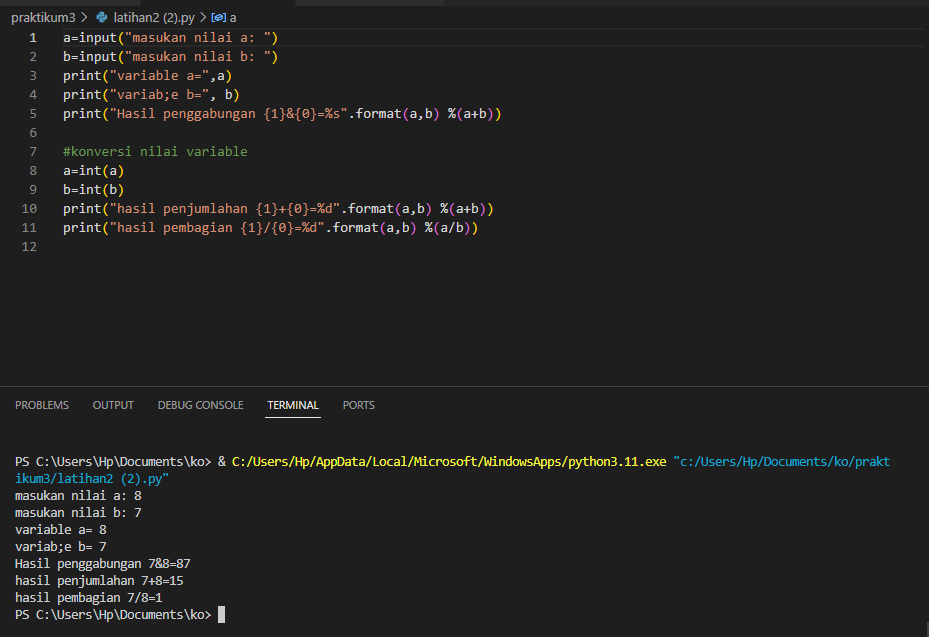 praktikum3 > latihan2 (2).py > a
1 a=input("masukan nilai a: ")
2 b=input("masukan nilai b: ")
3 print("variable a=",a)
4 print("variab;e b=", b)
5 print("Hasil penggabungan {1}&{0}=%s".format(a,b) %(a+b))
6
7 #konversi nilai variable
8 a=int(a)
9 b=int(b)
10 print("hasil penjumlahan {1}+{0}=%d".format(a,b) %(a+b))
11 print("hasil pembagian {1}/{0}=%d".format(a,b) %(a/b))
12
PROBLEMS OUTPUT DEBUG CONSOLE TERMINAL PORTS
PS C:\Users\Hp\Documents\ko> & C:/Users/Hp/AppData/Local/Microsoft/WindowsApps/python3.11.exe "c:/Users/Hp/Documents/ko/prakt
ikum3/latihan2 (2).py"
masukan nilai a: 8
masukan nilai b: 7
variable a= 8
variab;e b= 7
Hasil penggabungan 7&8=87
hasil penjumlahan 7+8=15
hasil pembagian 7/8=1
PS C:\Users\Hp\Documents\ko>